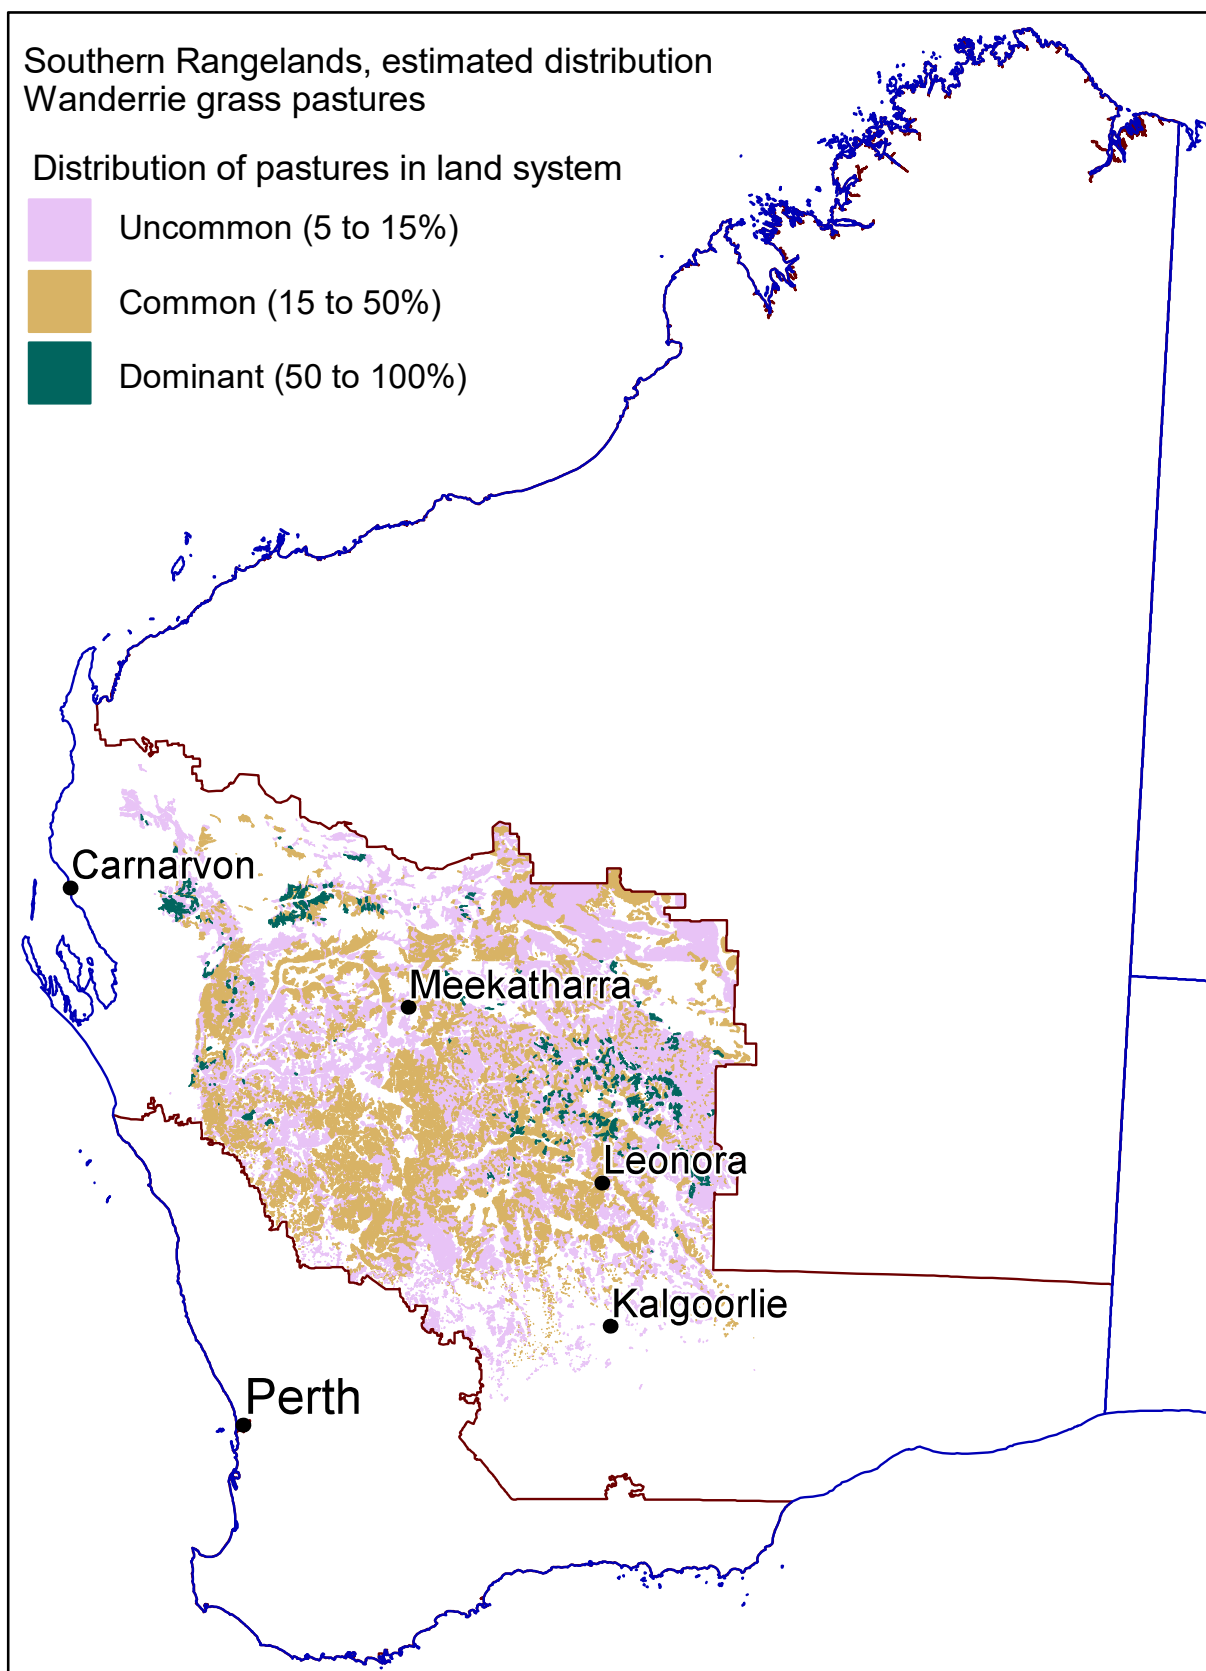 Southern Rangelands, estimated distribution
Wanderrie grass pastures
Distribution of pastures in land system
Uncommon (5 to 15%)
Common (15 to 50%)
Dominant (50 to 100%)
Carnarvon
Meekatharra
Leonora
Kalgoorlie
Perth